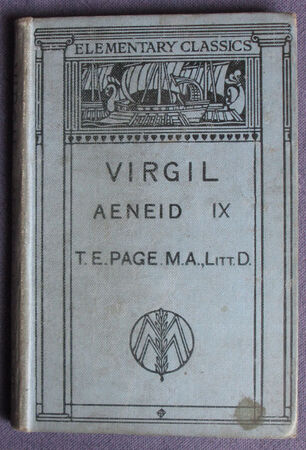 ELEMENTARY CLASSICS
VIRGIL
AENEID IX
T. E. PAGE. M.A., LITT. D.